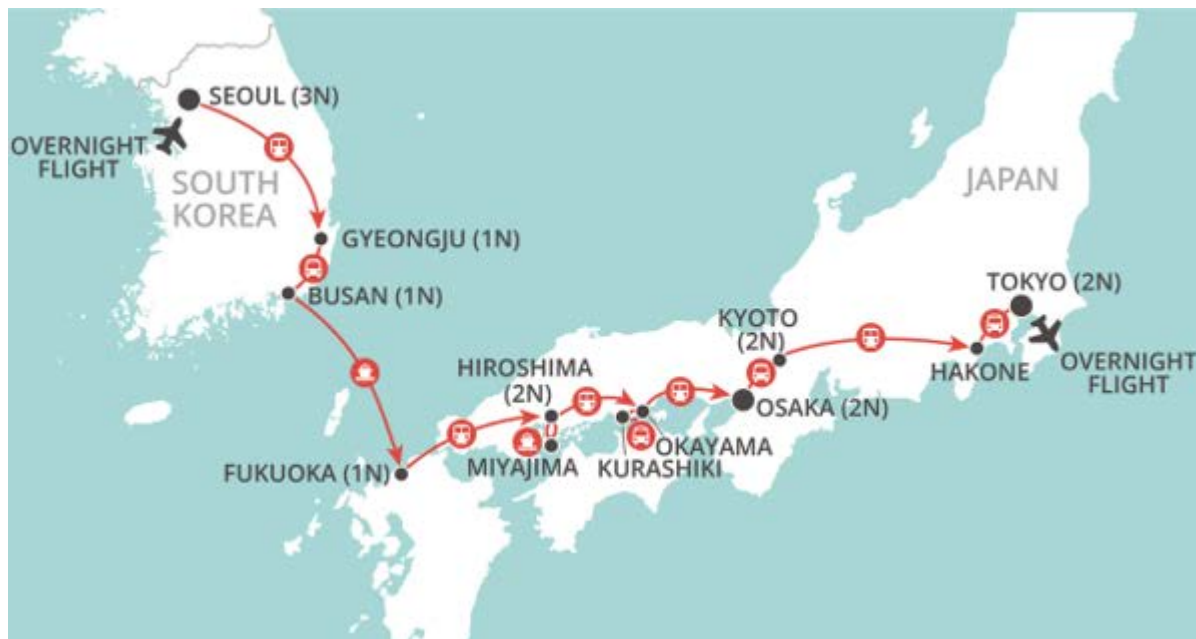 SEOUL (3N)
OVERNIGHT
FLIGHT
SOUTH
KOREA
GYEONGJU (1N)
BUSAN (1N)
FUKUOKA (1N)
HIROSHIMA
(2N)
MIYAJIMA
OKAYAMA
KURASHIKI
OSAKA (2N)
KYOTO
(2N)
JAPAN
HAKONE
TOKYO (2N)
OVERNIGHT
FLIGHT